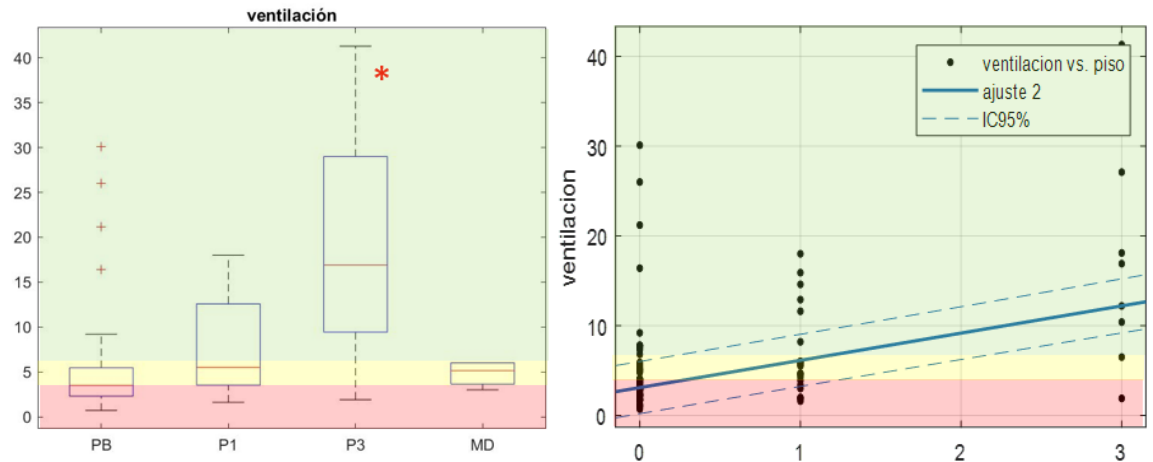 ventilación
40
35
30
25
20
15
10
5
0
PB P1 P3 MD
*
ventilacion
40
30
20
10
0
0 1 2 3
ventilacion vs. piso
ajuste 2
IC95%